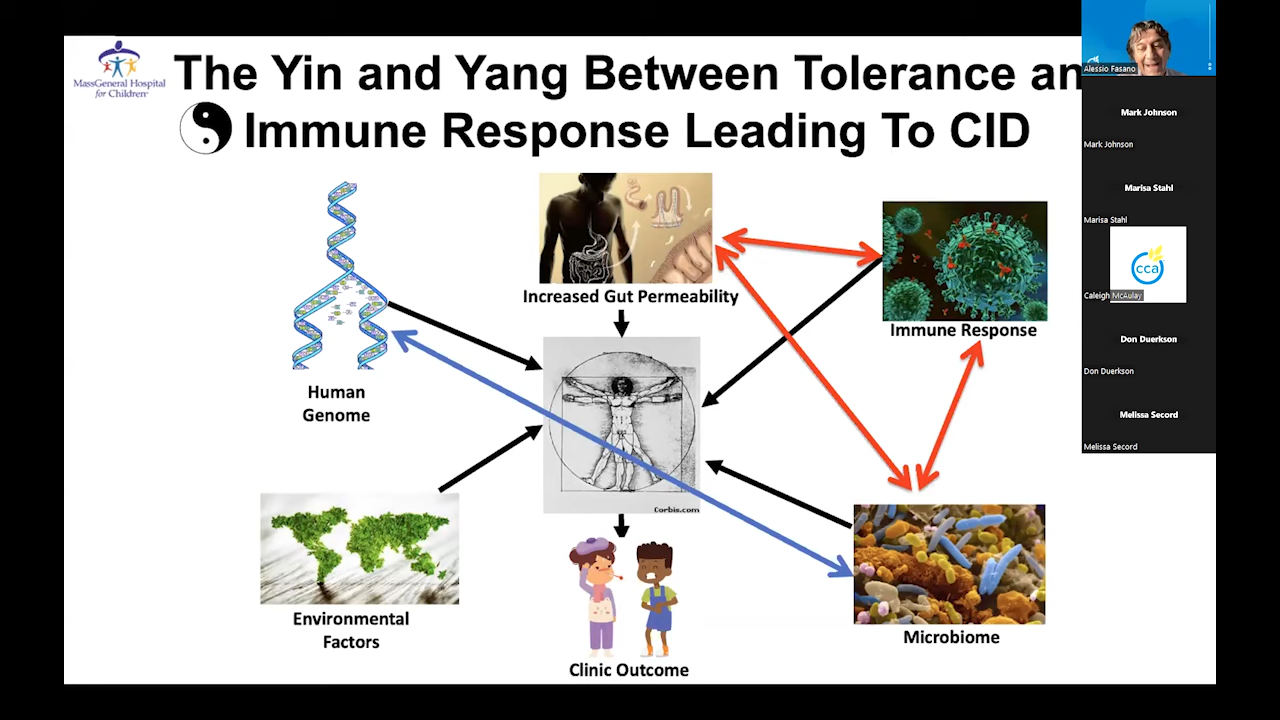 MassGeneral Hospital
for Children
The Yin and Yang Between Tolerance an
Immune Response Leading To CID
Increased Gut Permeability
Immune Response
Human
Genome
Corbis.com
Environmental
Factors
Clinic Outcome
Microbiome
Alessio Fasano
Mark Johnson
Mark Johnson
Marisa Stahl
Marisa Stahl
cca
Caleigh McAulay
Don Duerkson
Don Duerkson
Melissa Secord
Melissa Secord